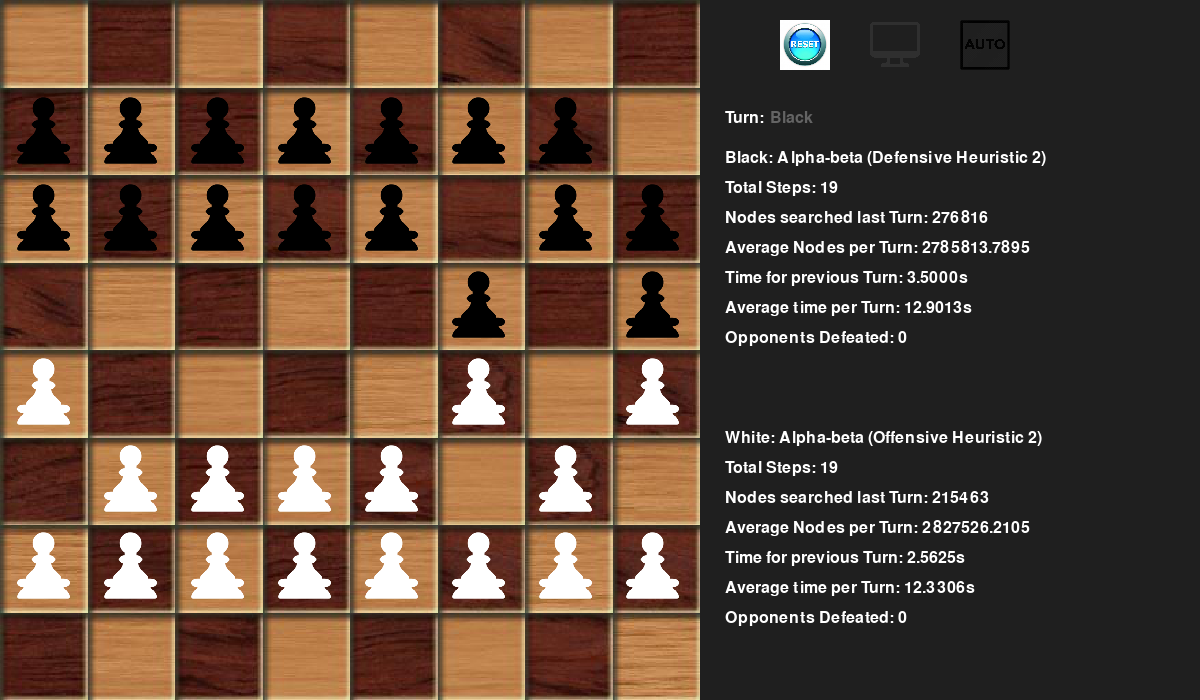 RESET
AUTO
Turn: Black
Black: Alpha-beta (Defensive Heuristic 2)
Total Steps: 19
Nodes searched last Turn: 276816
Average Nodes per Turn: 2785813.7895
Time for previous Turn: 3.5000s
Average time per Turn: 12.9013s
Opponents Defeated: 0
White: Alpha-beta (Offensive Heuristic 2)
Total Steps: 19
Nodes searched last Turn: 215463
Average Nodes per Turn: 2827526.2105
Time for previous Turn: 2.5625s
Average time per Turn: 12.3306s
Opponents Defeated: 0